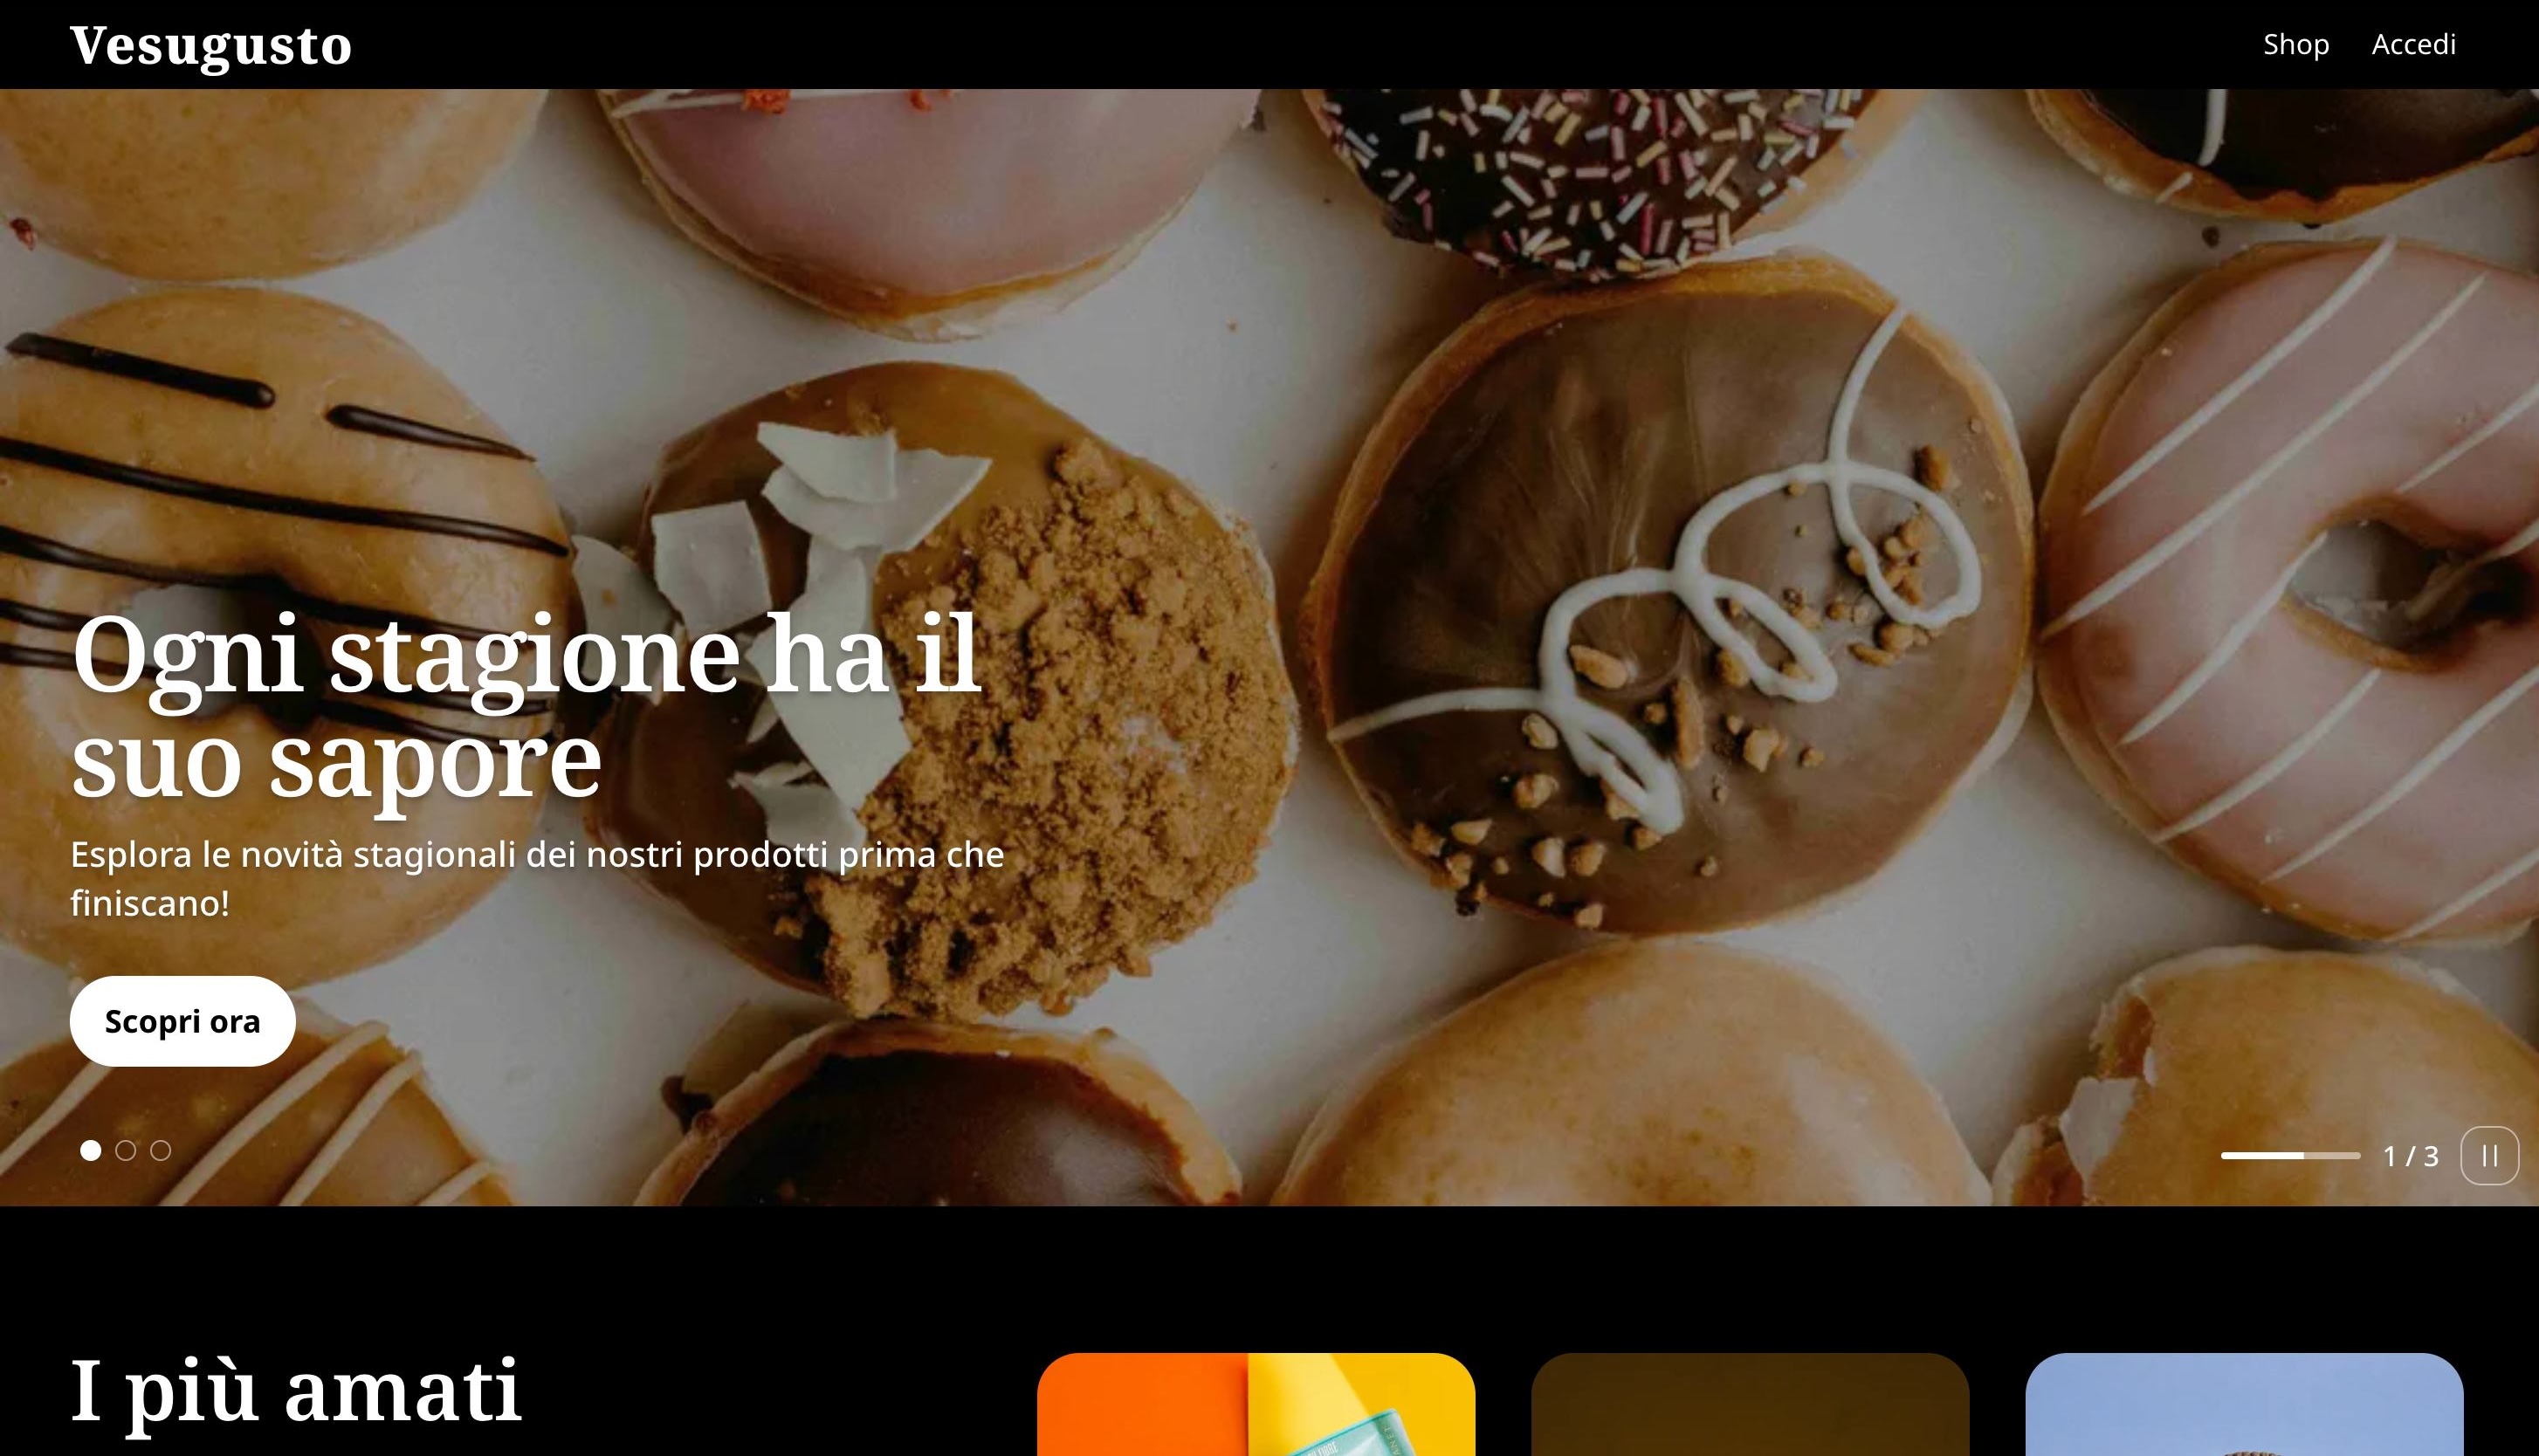 Vesugusto
Shop
Accedi
Ogni stagione ha il
suo sapore
Esplora le novità stagionali dei nostri prodotti prima che
finiscano!
Scopri ora
1 / 3
I più amati